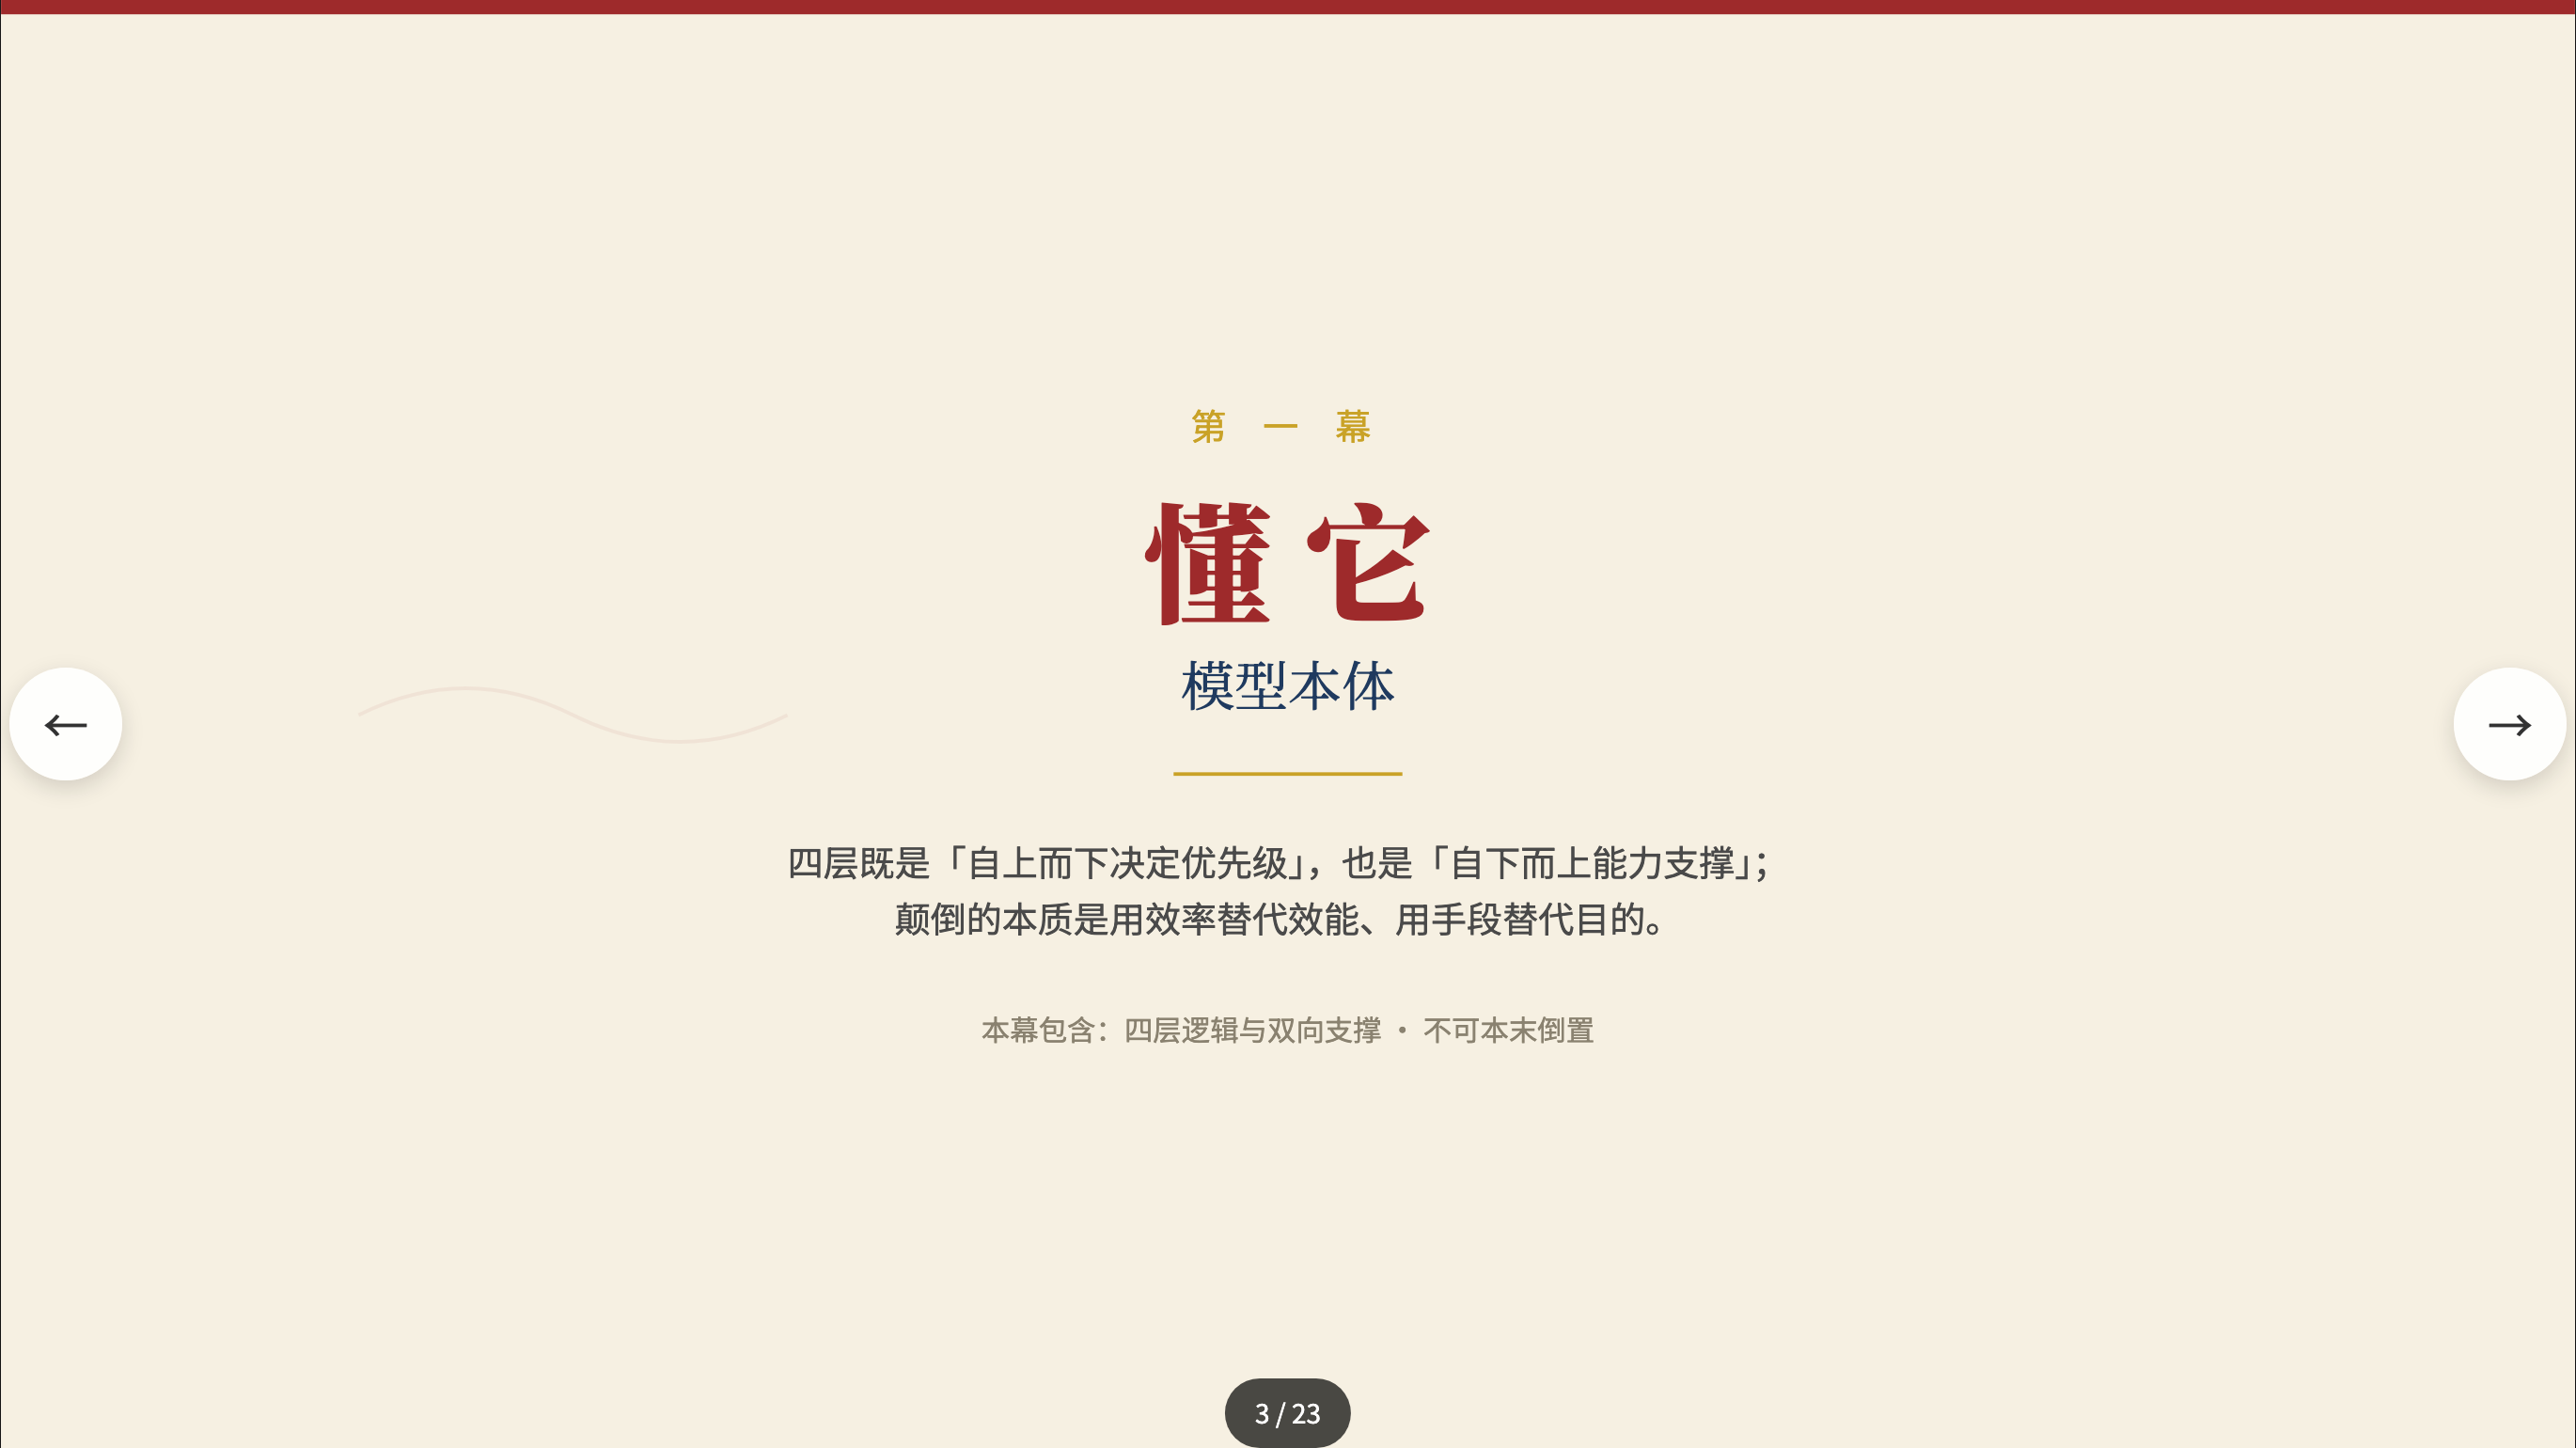 第一幕
懂它
模型本体
←
→
四层既是「自上而下决定优先级」，也是「自下而上能力支撑」；
颠倒的本质是用效率替代效能、用手段替代目的。
本幕包含：四层逻辑与双向支撑 · 不可本末倒置
3 / 23